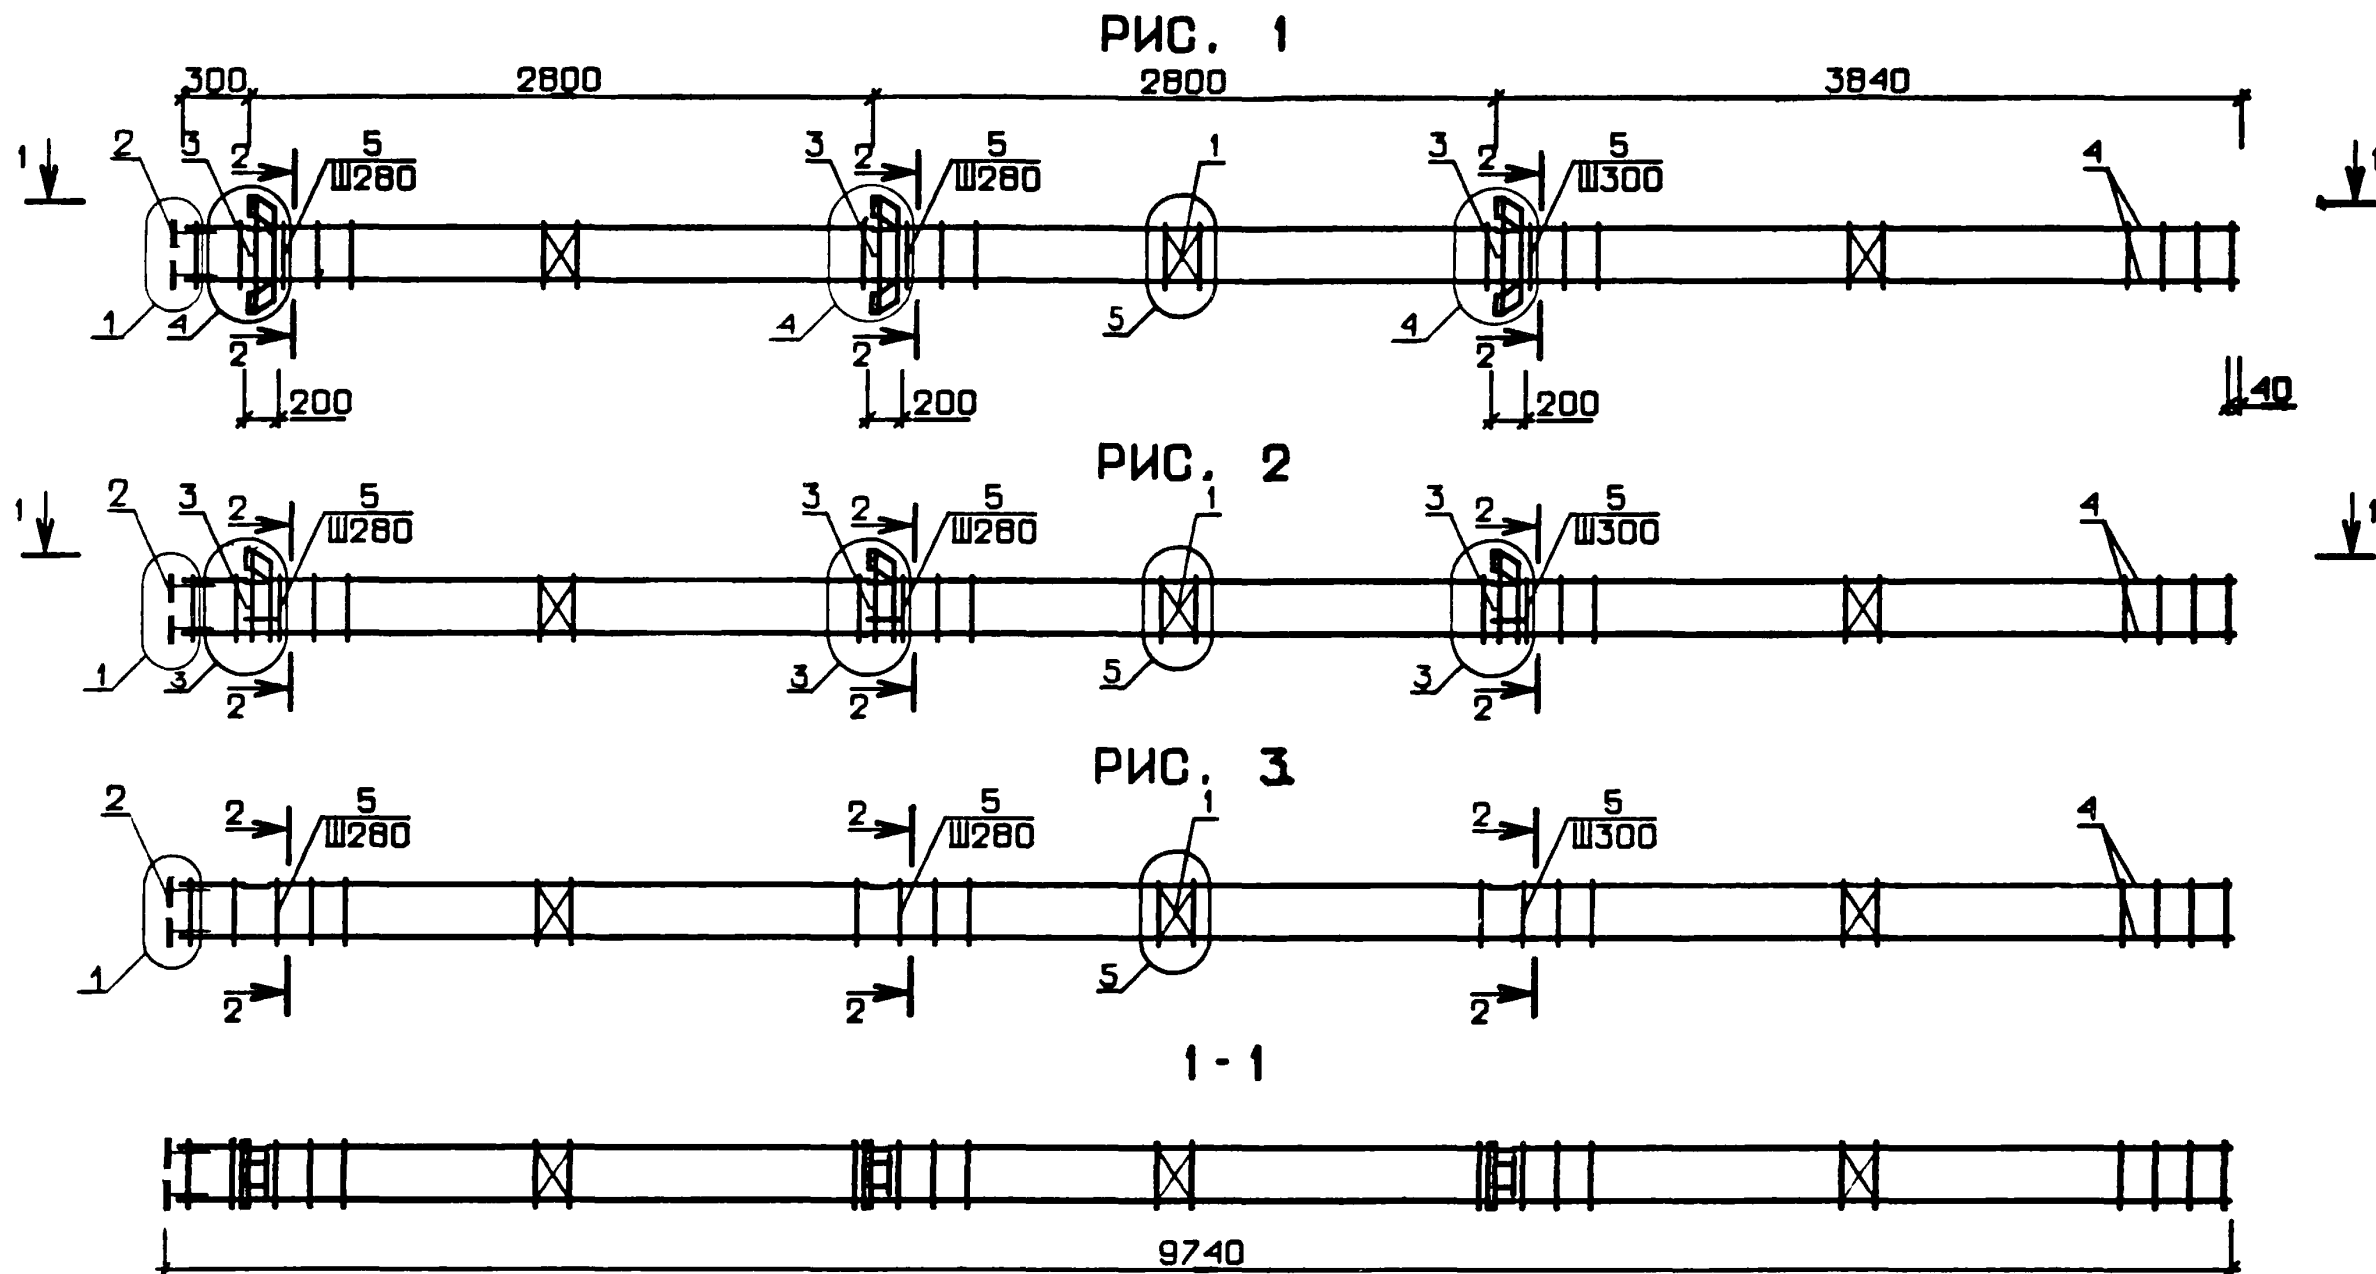 РИС. 1
300 2800 2800 3840
1 2 3 2 5 3 2 5 1 3 2 5 4 1
Ш280 Ш280 Ш300
1 4 2 4 2 5 4 2
200 200 200 40
РИС. 2
1 2 3 2 5 3 2 5 1 3 2 5 4 1
Ш280 Ш280 Ш300
1 3 2 3 2 5 3 2
РИС. 3
2 2 5 2 5 1 2 5 4
Ш280 Ш280 Ш300
1 2 2 5 2
1 - 1
9740